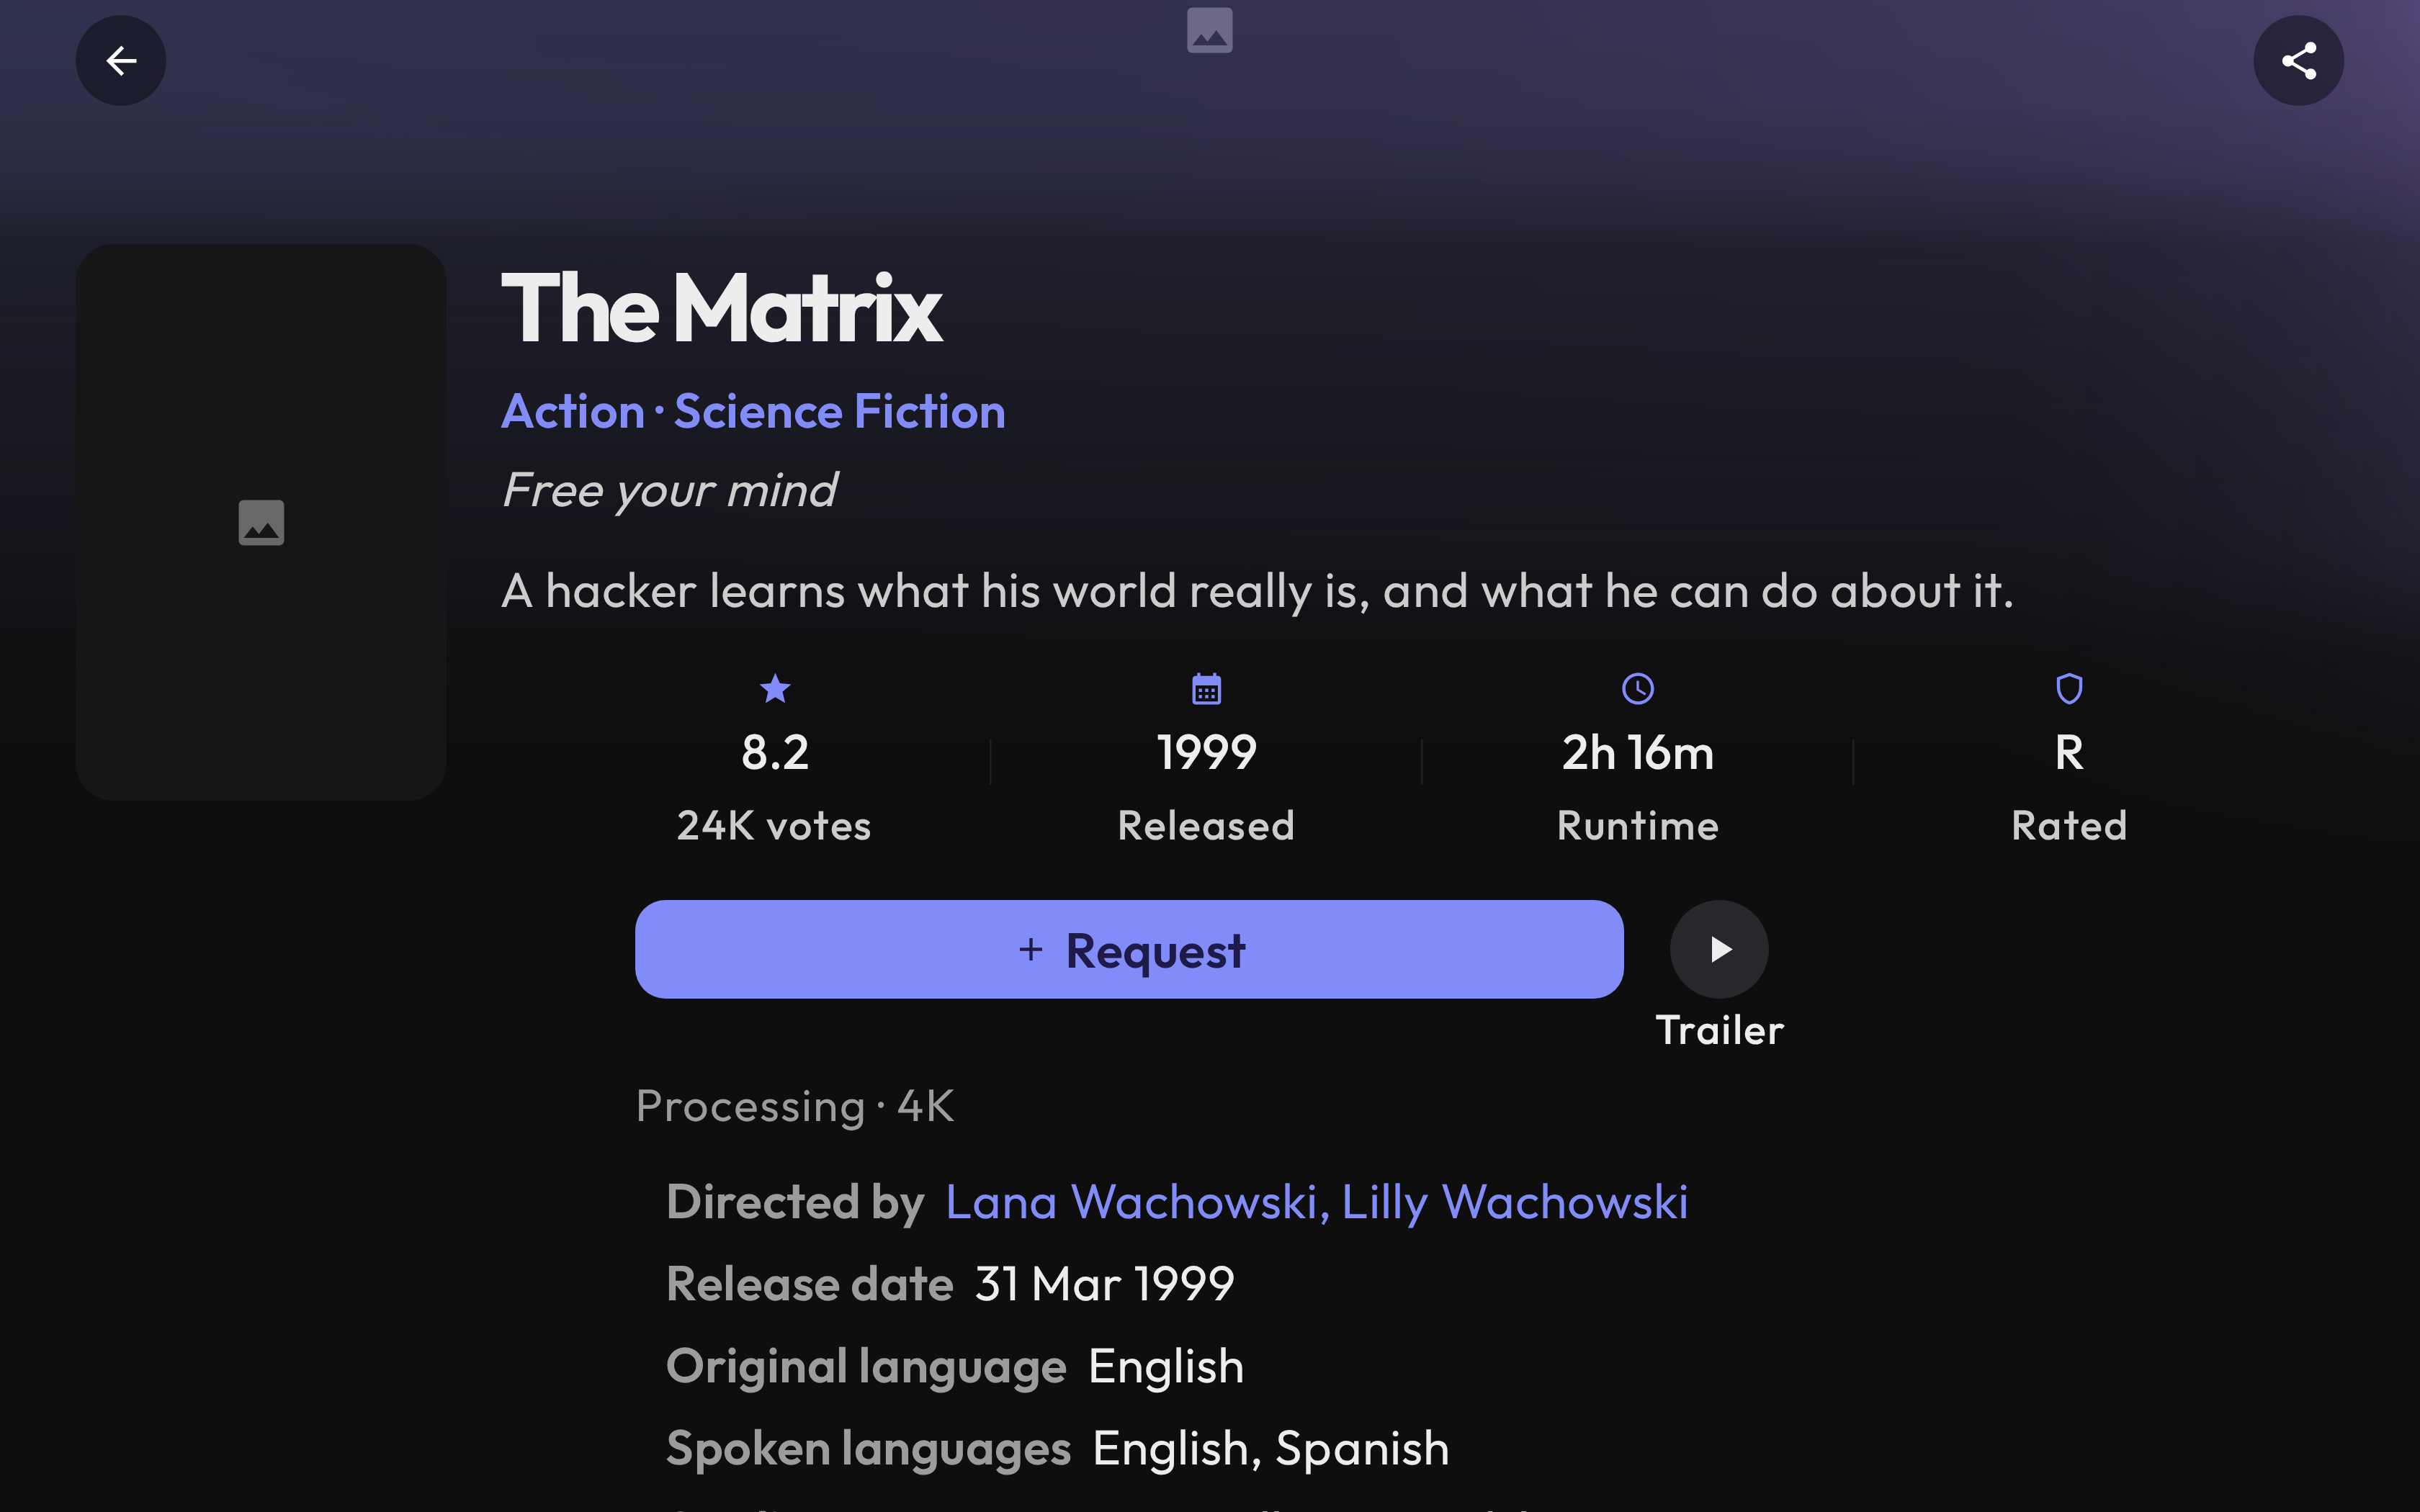 The Matrix
Action · Science Fiction
Free your mind
A hacker learns what his world really is, and what he can do about it.
8.2
24K votes
1999
Released
2h 16m
Runtime
R
Rated
+ Request
Trailer
Processing · 4K
Directed by Lana Wachowski, Lilly Wachowski
Release date 31 Mar 1999
Original language English
Spoken languages English, Spanish